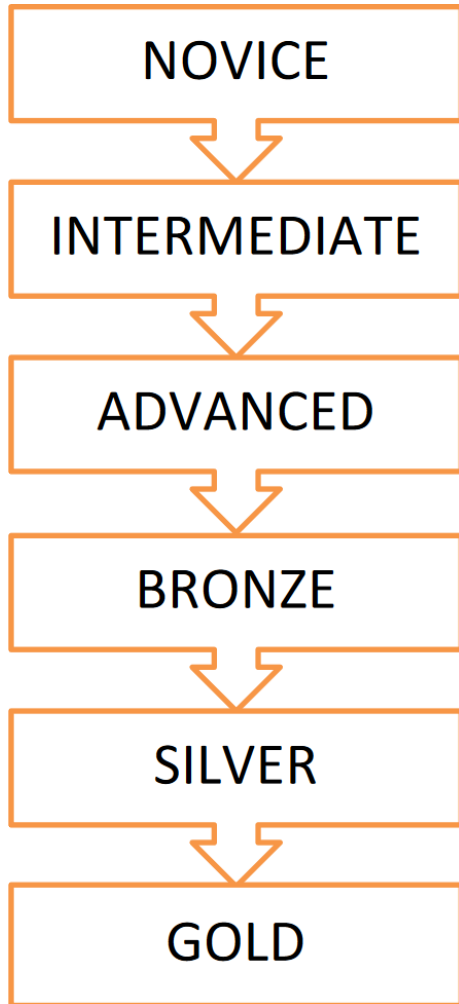 NOVICE
INTERMEDIATE
ADVANCED
BRONZE
SILVER
GOLD